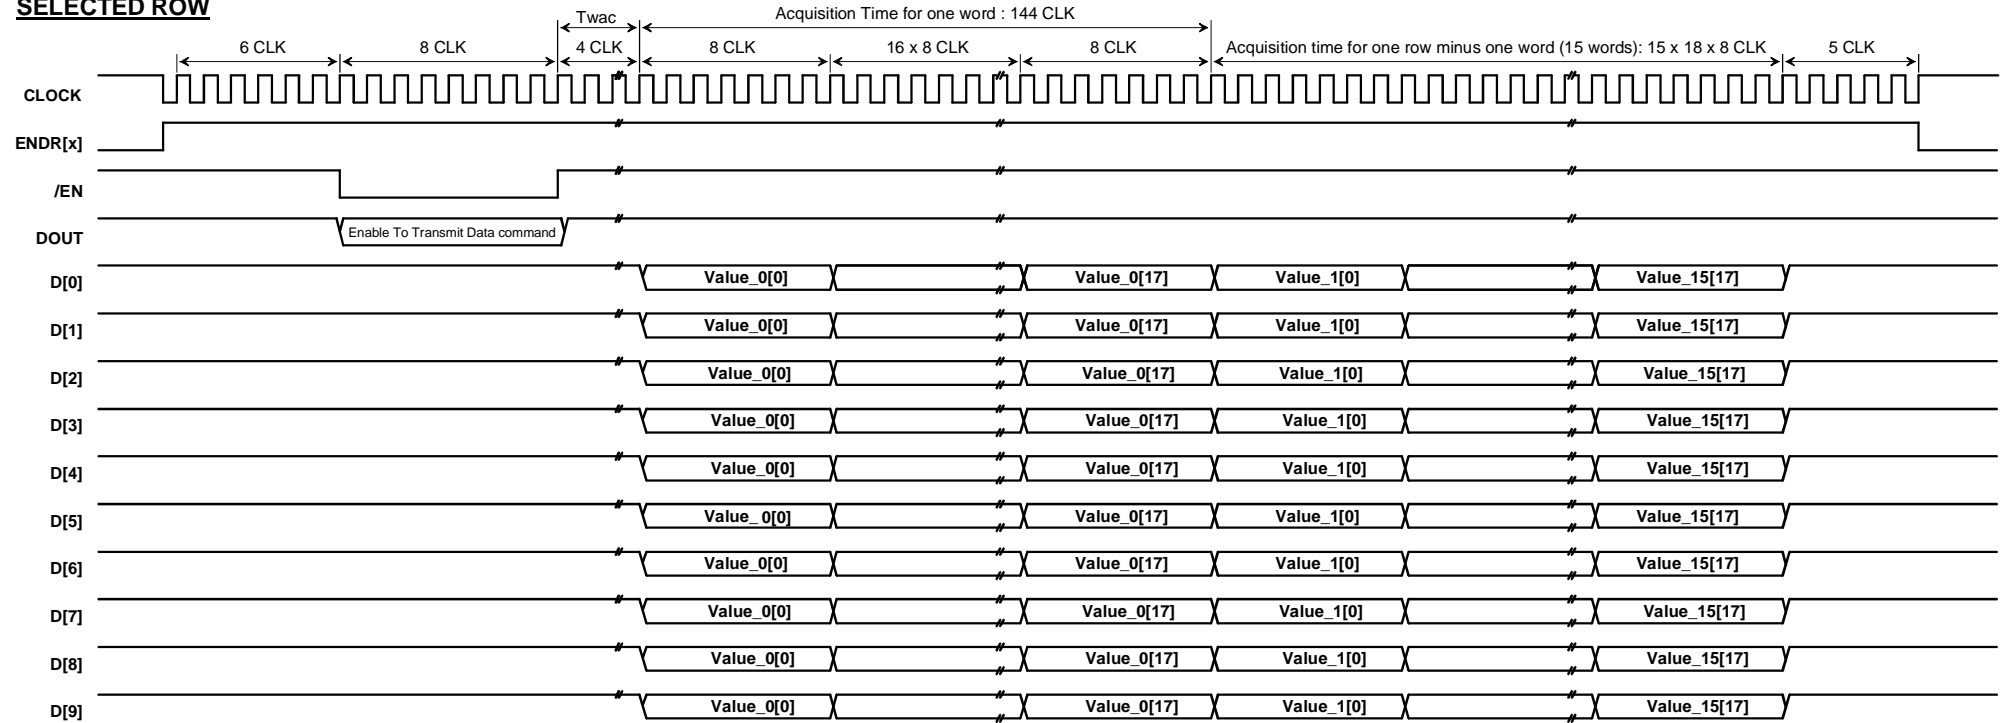 SELECTED ROW
Twac
Acquisition Time for one word : 144 CLK
6 CLK 8 CLK 4 CLK 8 CLK 16 x 8 CLK 8 CLK Acquisition time for one row minus one word (15 words): 15 x 18 x 8 CLK 5 CLK
CLOCK
ENDR[x]
/EN
DOUT Enable To Transmit Data command
D[0] Value_0[0] Value_0[17] Value_1[0] Value_15[17]
D[1] Value_0[0] Value_0[17] Value_1[0] Value_15[17]
D[2] Value_0[0] Value_0[17] Value_1[0] Value_15[17]
D[3] Value_0[0] Value_0[17] Value_1[0] Value_15[17]
D[4] Value_0[0] Value_0[17] Value_1[0] Value_15[17]
D[5] Value_ 0[0] Value_0[17] Value_1[0] Value_15[17]
D[6] Value_0[0] Value_0[17] Value_1[0] Value_15[17]
D[7] Value_0[0] Value_0[17] Value_1[0] Value_15[17]
D[8] Value_0[0] Value_0[17] Value_1[0] Value_15[17]
D[9] Value_0[0] Value_0[17] Value_1[0] Value_15[17]